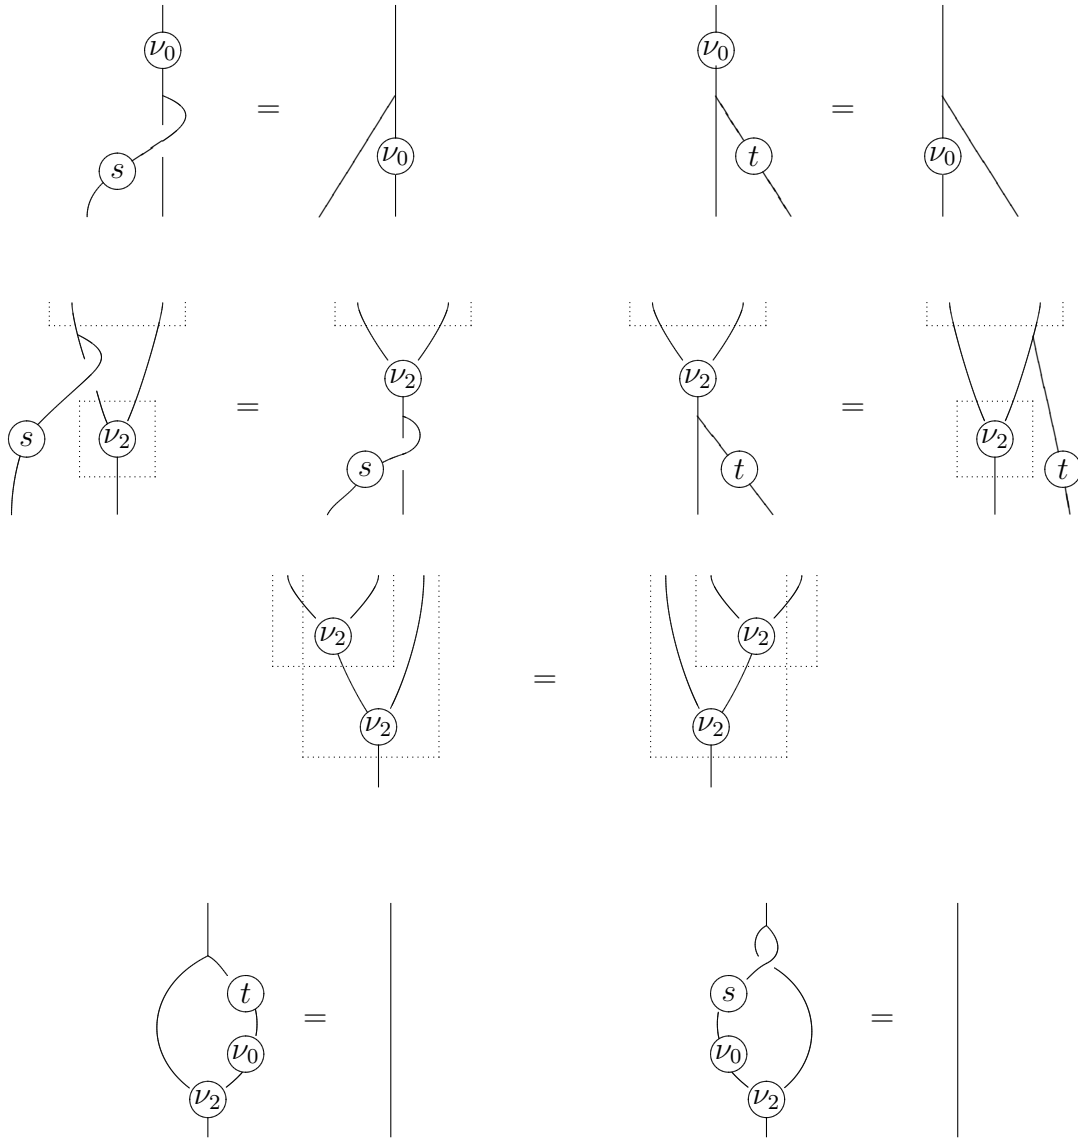 ν₀ = ν₀ ν₀ = ν₀
s t
s ν₂ = ν₂ s ν₂ t = ν₂ t
ν₂ ν₂ = ν₂ ν₂
t ν₀ ν₂ = s ν₀ ν₂ =